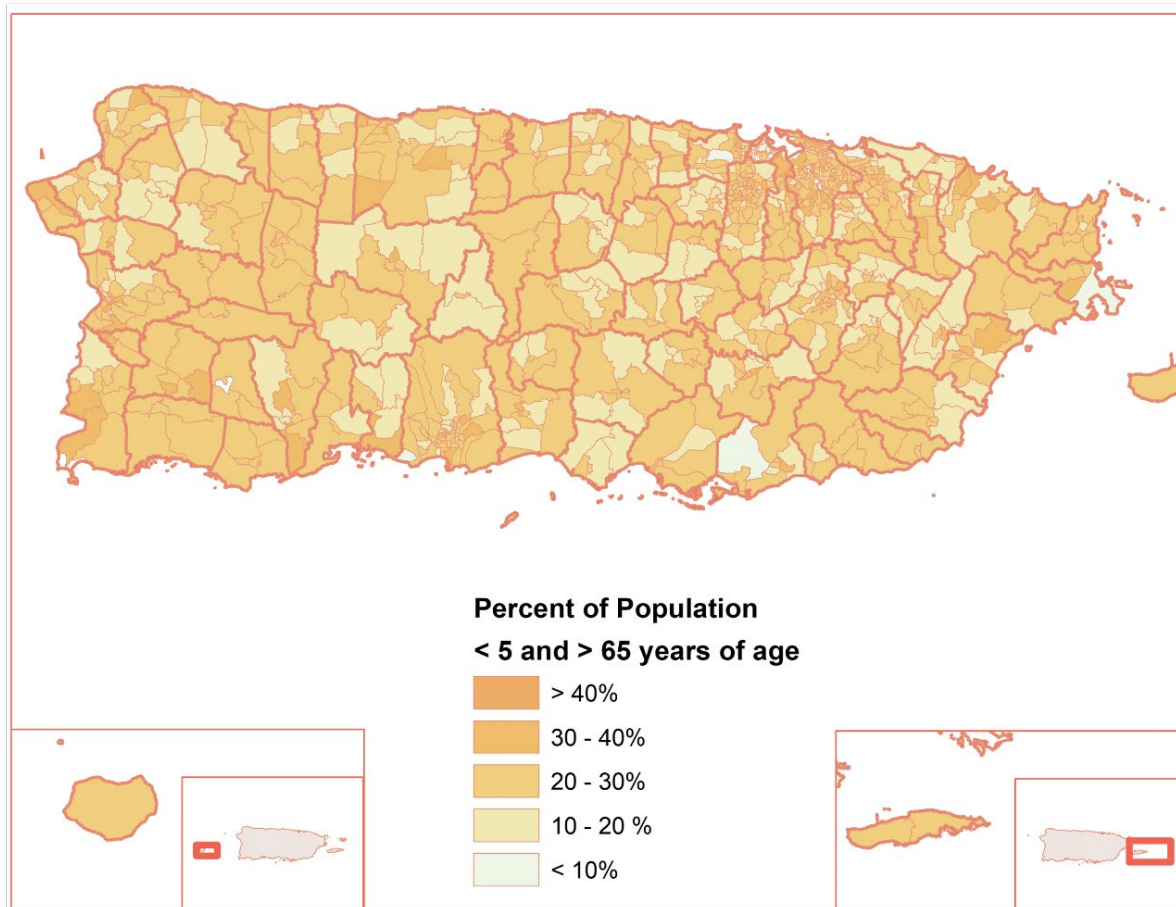 Percent of Population
< 5 and > 65 years of age
> 40%
30 - 40%
20 - 30%
10 - 20 %
< 10%